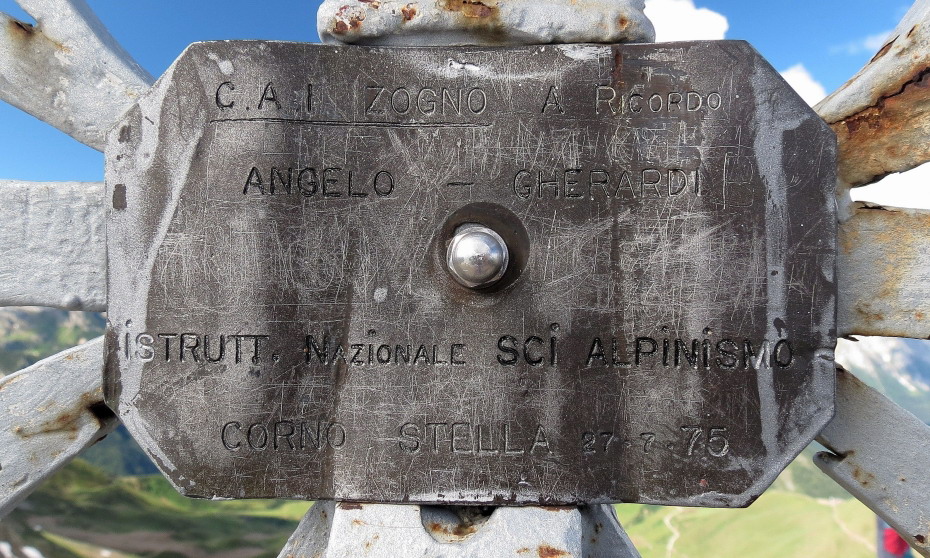 C.A.I ZOGNO A RICORDO
ANGELO - GHERARDI
iSTRUTT. NAZIONALE SCi ALPiNiSMO
CORNO STELLA 27-7-75